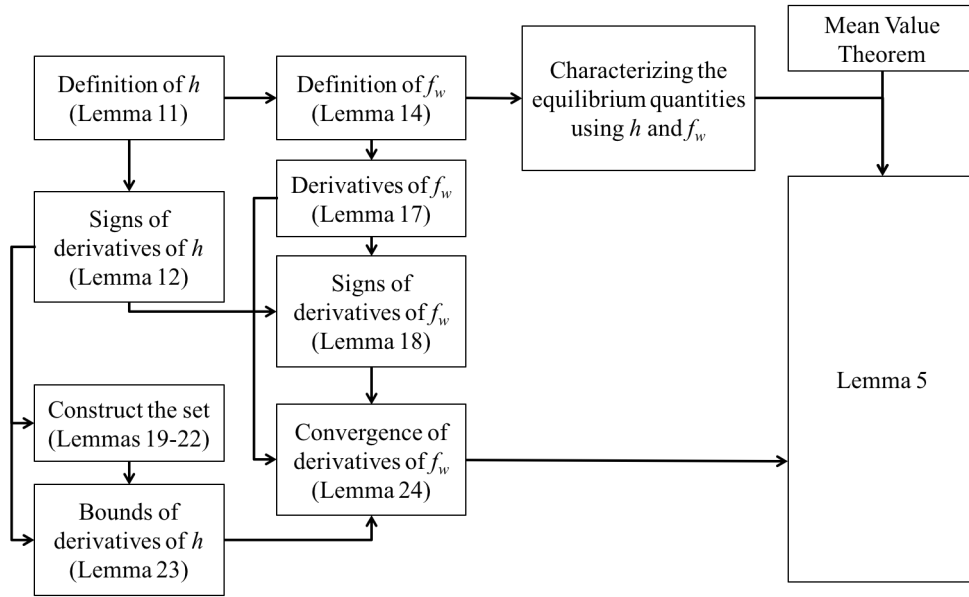 Mean Value
Theorem
Definition of h
(Lemma 11)
Definition of f_w
(Lemma 14)
Characterizing the
equilibrium quantities
using h and f_w
Derivatives of f_w
(Lemma 17)
Signs of
derivatives of h
(Lemma 12)
Signs of
derivatives of f_w
(Lemma 18)
Lemma 5
Construct the set
(Lemmas 19-22)
Convergence of
derivatives of f_w
(Lemma 24)
Bounds of
derivatives of h
(Lemma 23)